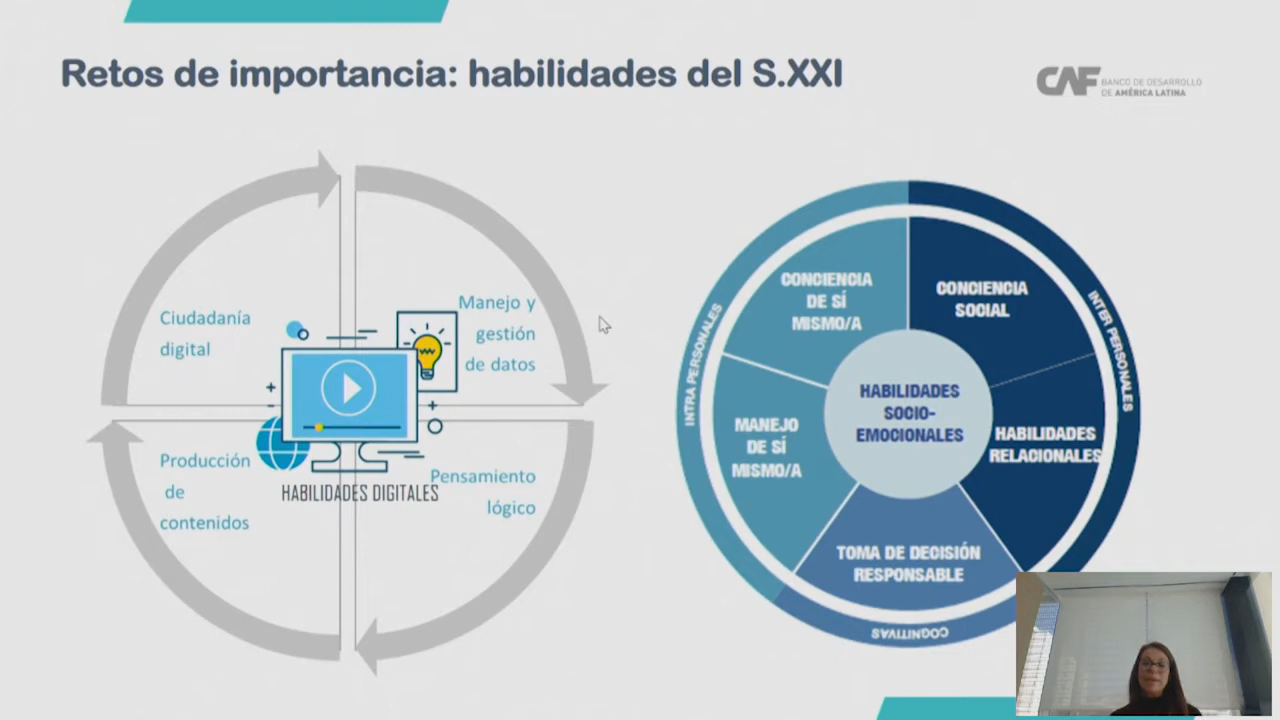 Retos de importancia: habilidades del S.XXI
CAF
BANCO DE DESARROLLO
DE AMÉRICA LATINA
Ciudadanía
digital
Manejo y
gestión
de datos
Producción
de
contenidos
Pensamiento
lógico
HABILIDADES DIGITALES
INTRA PERSONALES
INTER PERSONALES
COGNITIVAS
CONCIENCIA
DE SÍ
MISMO/A
CONCIENCIA
SOCIAL
HABILIDADES
SOCIO-
EMOCIONALES
MANEJO
DE SÍ
MISMO/A
HABILIDADES
RELACIONALES
TOMA DE DECISIÓN
RESPONSABLE